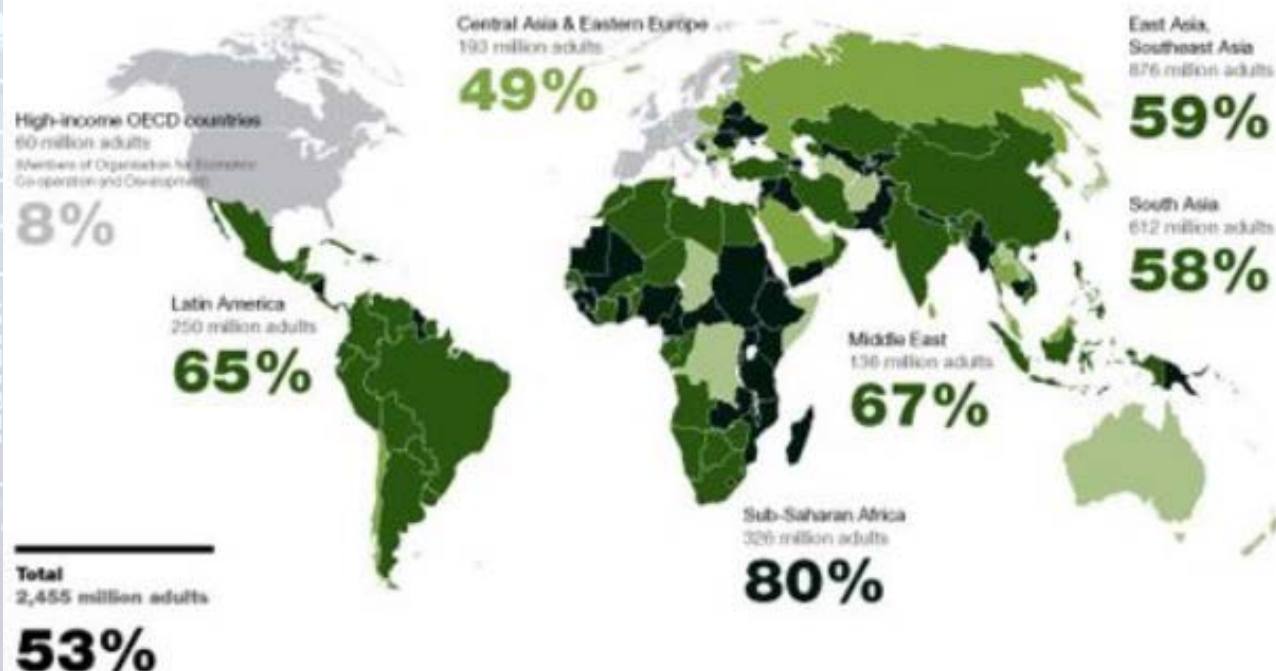 Central Asia & Eastern Europe
193 million adults
49%
East Asia,
Southeast Asia
876 million adults
59%
High-income OECD countries
60 million adults
(Members of Organisation for Economic
Co-operation and Development)
8%
South Asia
612 million adults
58%
Latin America
250 million adults
65%
Middle East
136 million adults
67%
Sub-Saharan Africa
326 million adults
80%
Total
2,455 million adults
53%